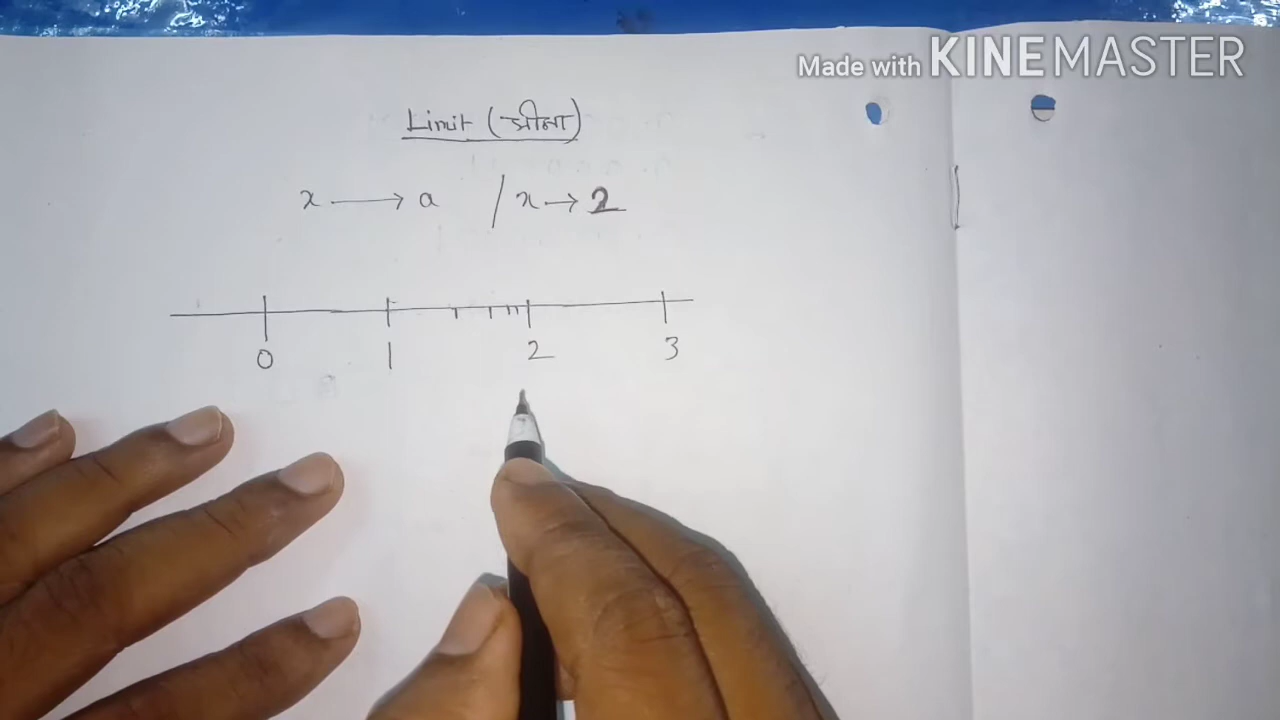 Made with KINEMASTER
Limit (सीमा)
x → a / x → 2
0 1 2 3